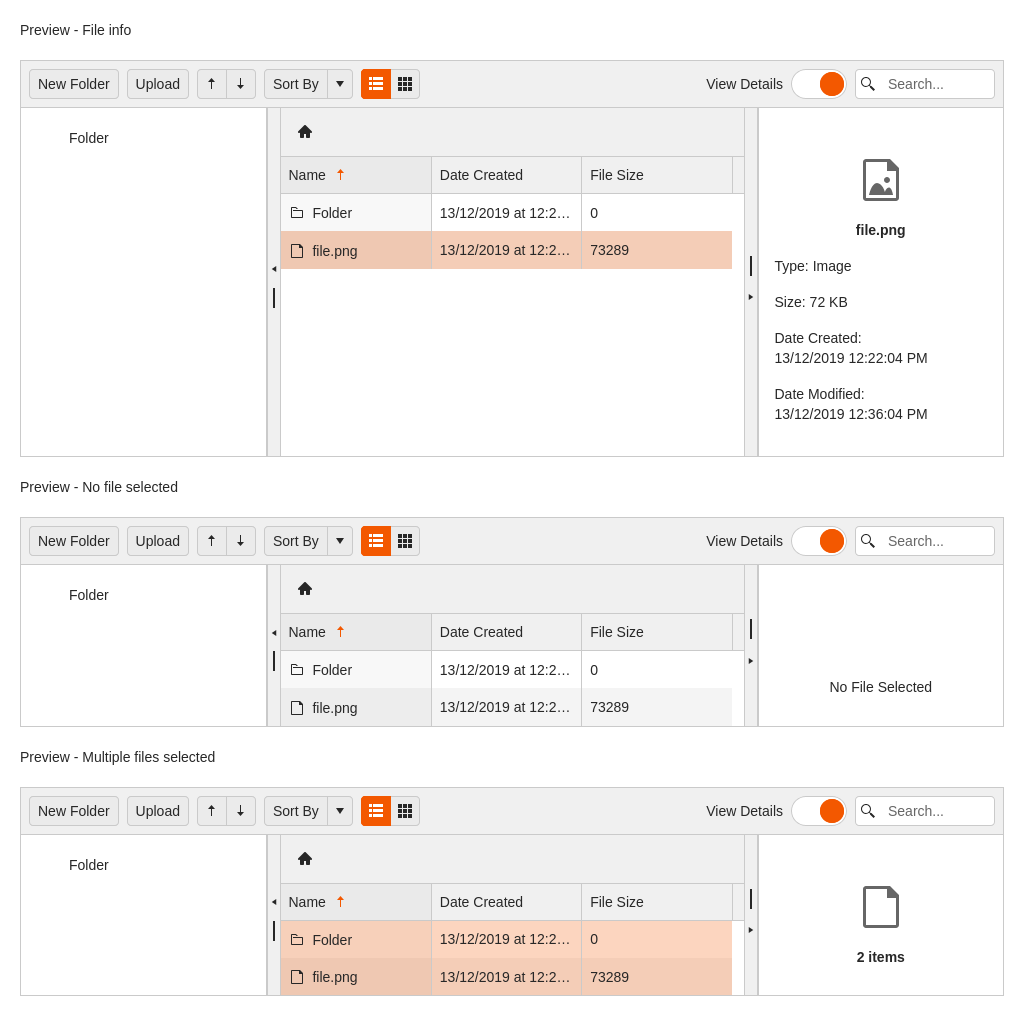 Preview - File info
New Folder Upload Sort By View Details Search...
Folder
Name Date Created File Size
Folder 13/12/2019 at 12:2... 0
file.png 13/12/2019 at 12:2... 73289
file.png
Type: Image
Size: 72 KB
Date Created:
13/12/2019 12:22:04 PM
Date Modified:
13/12/2019 12:36:04 PM
Preview - No file selected
New Folder Upload Sort By View Details Search...
Folder
Name Date Created File Size
Folder 13/12/2019 at 12:2... 0
file.png 13/12/2019 at 12:2... 73289
No File Selected
Preview - Multiple files selected
New Folder Upload Sort By View Details Search...
Folder
Name Date Created File Size
Folder 13/12/2019 at 12:2... 0
file.png 13/12/2019 at 12:2... 73289
2 items